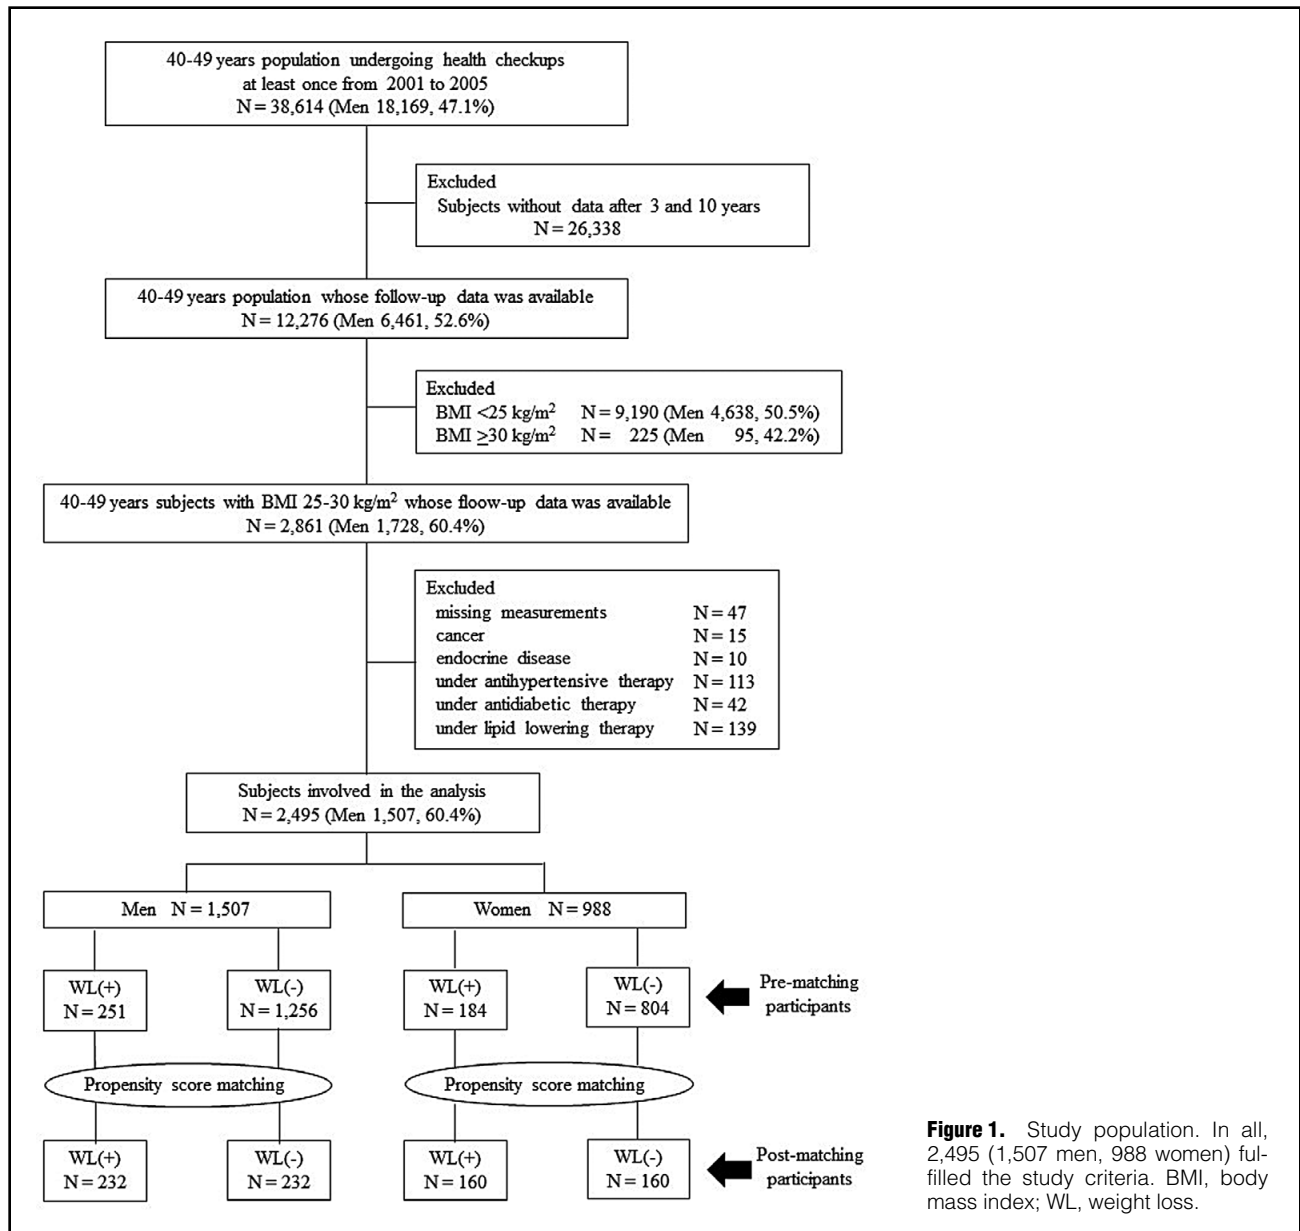 40-49 years population undergoing health checkups
at least once from 2001 to 2005
N = 38,614 (Men 18,169, 47.1%)
Excluded
Subjects without data after 3 and 10 years
N = 26,338
40-49 years population whose follow-up data was available
N = 12,276 (Men 6,461, 52.6%)
Excluded
BMI <25 kg/m² N = 9,190 (Men 4,638, 50.5%)
BMI ≥30 kg/m² N = 225 (Men 95, 42.2%)
40-49 years subjects with BMI 25-30 kg/m² whose floow-up data was available
N = 2,861 (Men 1,728, 60.4%)
Excluded
missing measurements N = 47
cancer N = 15
endocrine disease N = 10
under antihypertensive therapy N = 113
under antidiabetic therapy N = 42
under lipid lowering therapy N = 139
Subjects involved in the analysis
N = 2,495 (Men 1,507, 60.4%)
Men N = 1,507 Women N = 988
WL(+) WL(-) WL(+) WL(-) Pre-matching
N = 251 N = 1,256 N = 184 N = 804 participants
Propensity score matching Propensity score matching
WL(+) WL(-) WL(+) WL(-) Post-matching
N = 232 N = 232 N = 160 N = 160 participants
Figure 1. Study population. In all,
2,495 (1,507 men, 988 women) ful-
filled the study criteria. BMI, body
mass index; WL, weight loss.